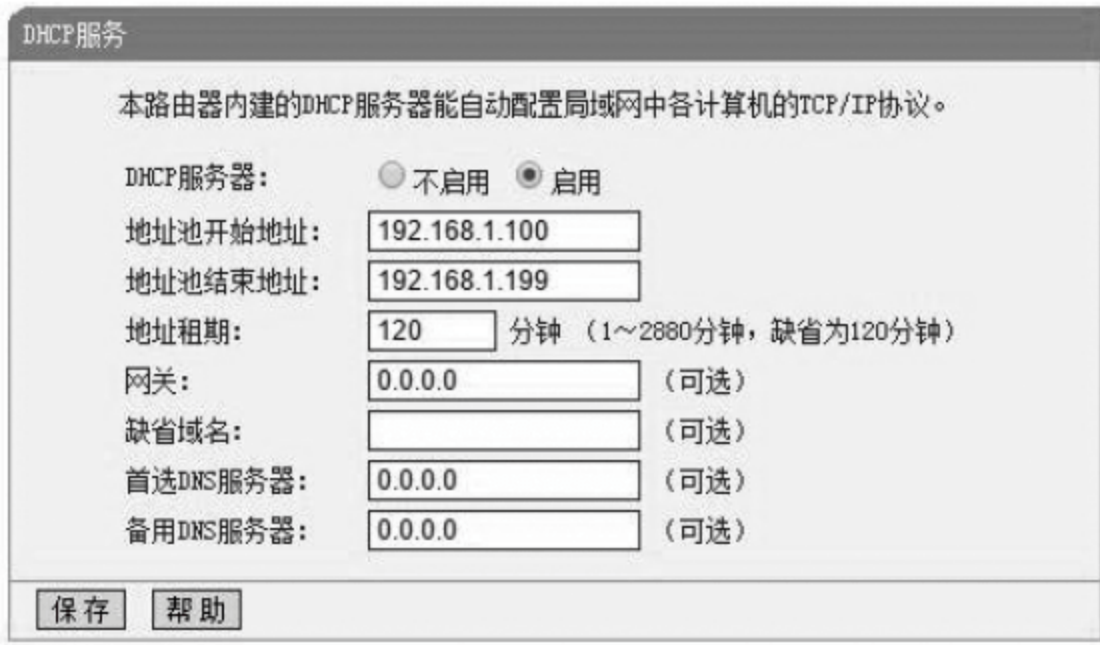 DHCP服务
本路由器内建的DHCP服务器能自动配置局域网中各计算机的TCP/IP协议。
DHCP服务器: 不启用 启用
地址池开始地址: 192.168.1.100
地址池结束地址: 192.168.1.199
地址租期: 120 分钟 (1~2880分钟,缺省为120分钟)
网关: 0.0.0.0 (可选)
缺省域名: (可选)
首选DNS服务器: 0.0.0.0 (可选)
备用DNS服务器: 0.0.0.0 (可选)
保存 帮助